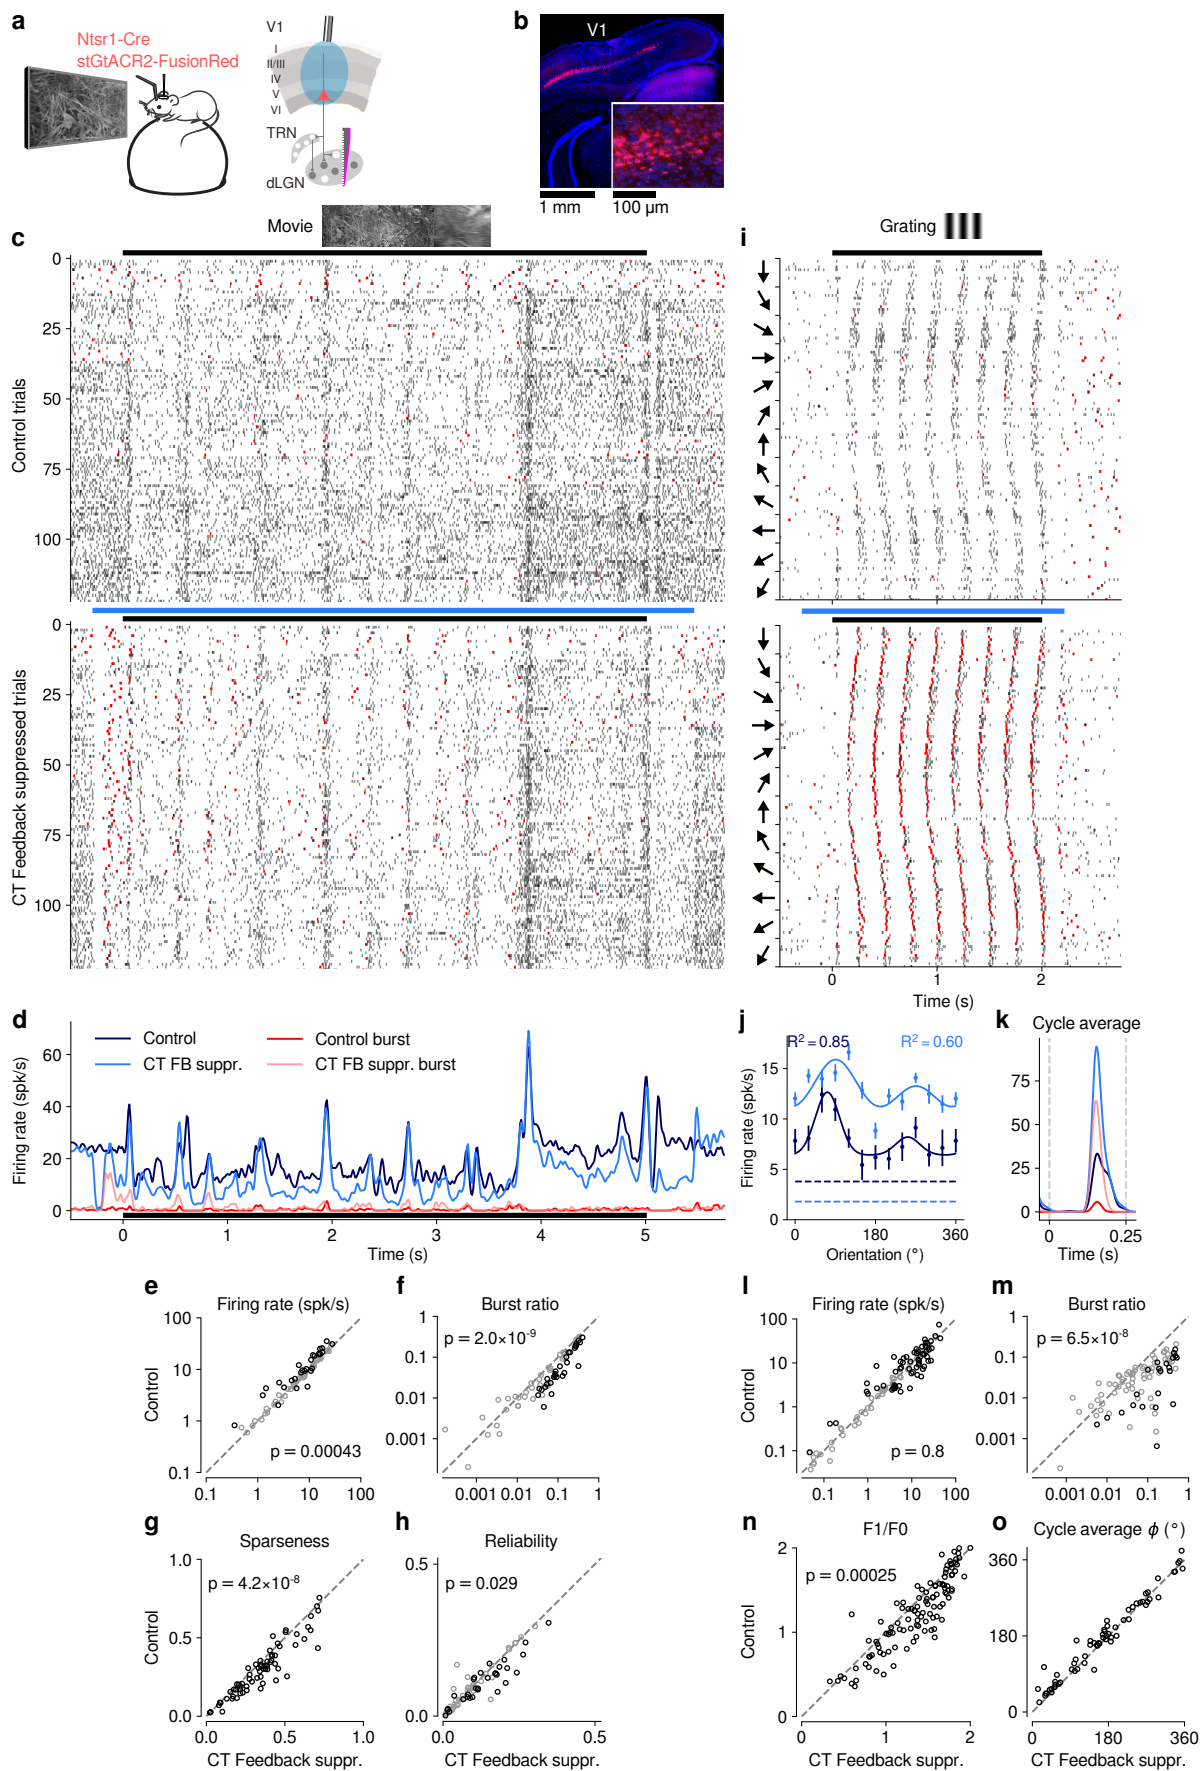 a
Ntsr1-Cre
stGtACR2-FusionRed
V1
I
II/III
IV
V
VI
TRN
dLGN
b
V1
1 mm
100 µm
Movie
c
0
25
50
75
100
Control trials
0
25
50
75
100
CT Feedback suppressed trials
i
Grating
0
1
2
Time (s)
d
Control
CT FB suppr.
Control burst
CT FB suppr. burst
Firing rate (spk/s)
60
40
20
0
0
1
2
3
4
5
Time (s)
j
R² = 0.85
R² = 0.60
Firing rate (spk/s)
15
10
5
0
0
180
360
Orientation (°)
k
Cycle average
75
50
25
0
0
0.25
Time (s)
e
Firing rate (spk/s)
100
10
1
0.1
Control
p = 0.00043
0.1
1
10
100
f
Burst ratio
1
0.1
0.01
0.001
p = 2.0×10⁻⁹
0.001
0.01
0.1
1
l
Firing rate (spk/s)
100
10
1
0.1
Control
p = 0.8
0.1
1
10
100
m
Burst ratio
1
0.1
0.01
0.001
p = 6.5×10⁻⁸
0.001
0.01
0.1
1
g
Sparseness
1.0
0.5
0.0
Control
p = 4.2×10⁻⁸
0.0
0.5
1.0
CT Feedback suppr.
h
Reliability
0.5
0.0
p = 0.029
0.0
0.5
CT Feedback suppr.
n
F1/F0
2
1
0
Control
p = 0.00025
0
1
2
CT Feedback suppr.
o
Cycle average ϕ (°)
360
180
0
0
180
360
CT Feedback suppr.